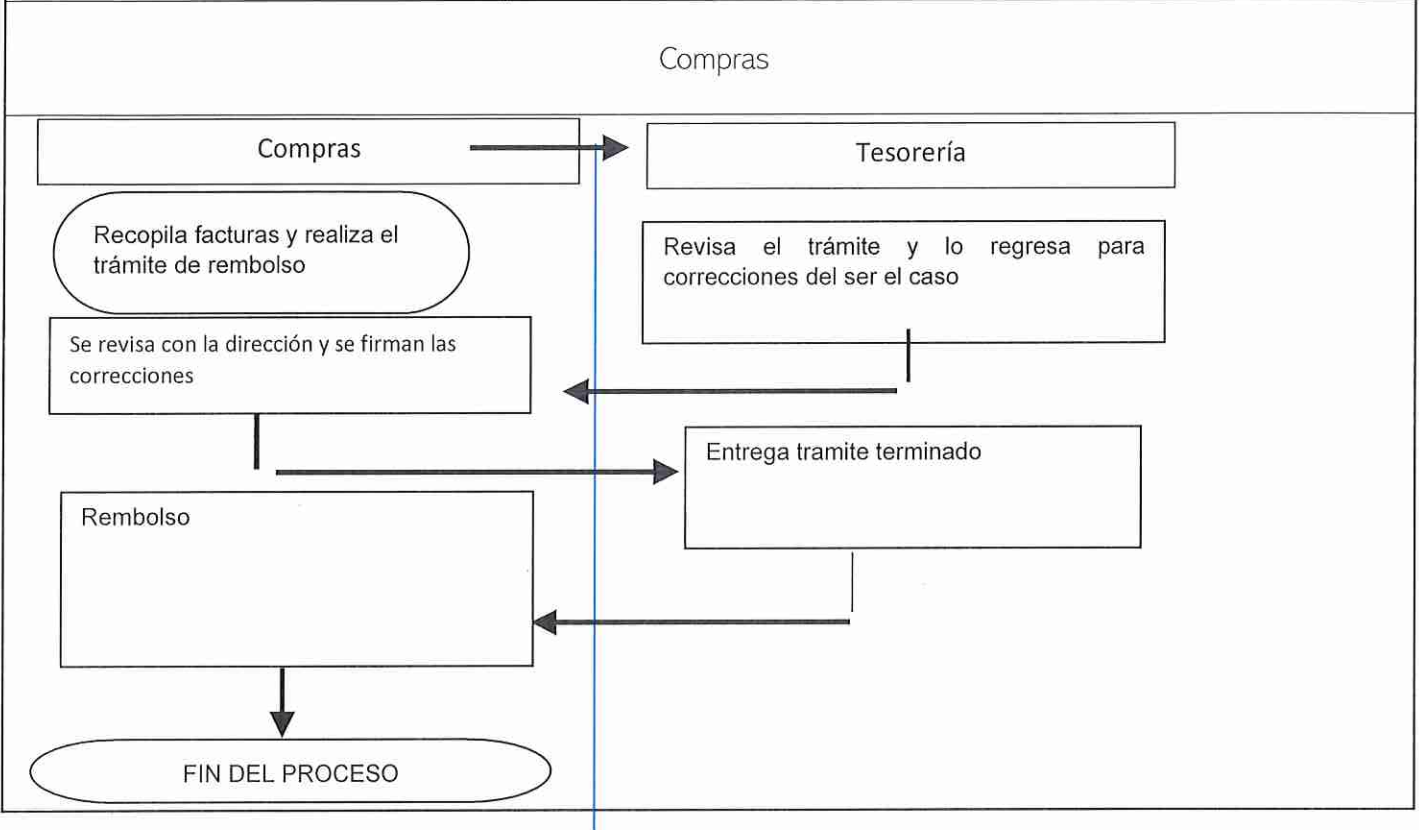 Compras
Compras
Tesorería
Recopila facturas y realiza el
trámite de rembolso
Revisa el trámite y lo regresa para
correcciones del ser el caso
Se revisa con la dirección y se firman las
correcciones
Entrega tramite terminado
Rembolso
FIN DEL PROCESO